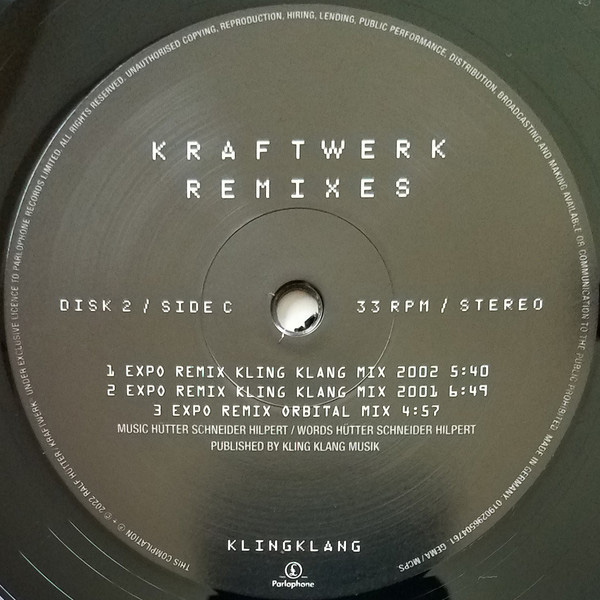 KRAFTWERK
REMIXES
DISK 2 / SIDE C
33 RPM / STEREO
1 EXPO REMIX KLING KLANG MIX 2002 5:40
2 EXPO REMIX KLING KLANG MIX 2001 6:49
3 EXPO REMIX ORBITAL MIX 4:57
MUSIC HÜTTER SCHNEIDER HILPERT / WORDS HÜTTER SCHNEIDER HILPERT
PUBLISHED BY KLING KLANG MUSIK
KLINGKLANG
Parlophone
THIS COMPILATION ℗ © 2022 RALF HÜTTER KRAFTWERK UNDER EXCLUSIVE LICENCE TO PARLOPHONE RECORDS LIMITED. ALL RIGHTS RESERVED. UNAUTHORISED COPYING, REPRODUCTION, HIRING, LENDING, PUBLIC PERFORMANCE, DISTRIBUTION, BROADCASTING AND MAKING AVAILABLE OR COMMUNICATION TO THE PUBLIC PROHIBITED. MADE IN GERMANY. 0190296504761 GEMA / MCPS.